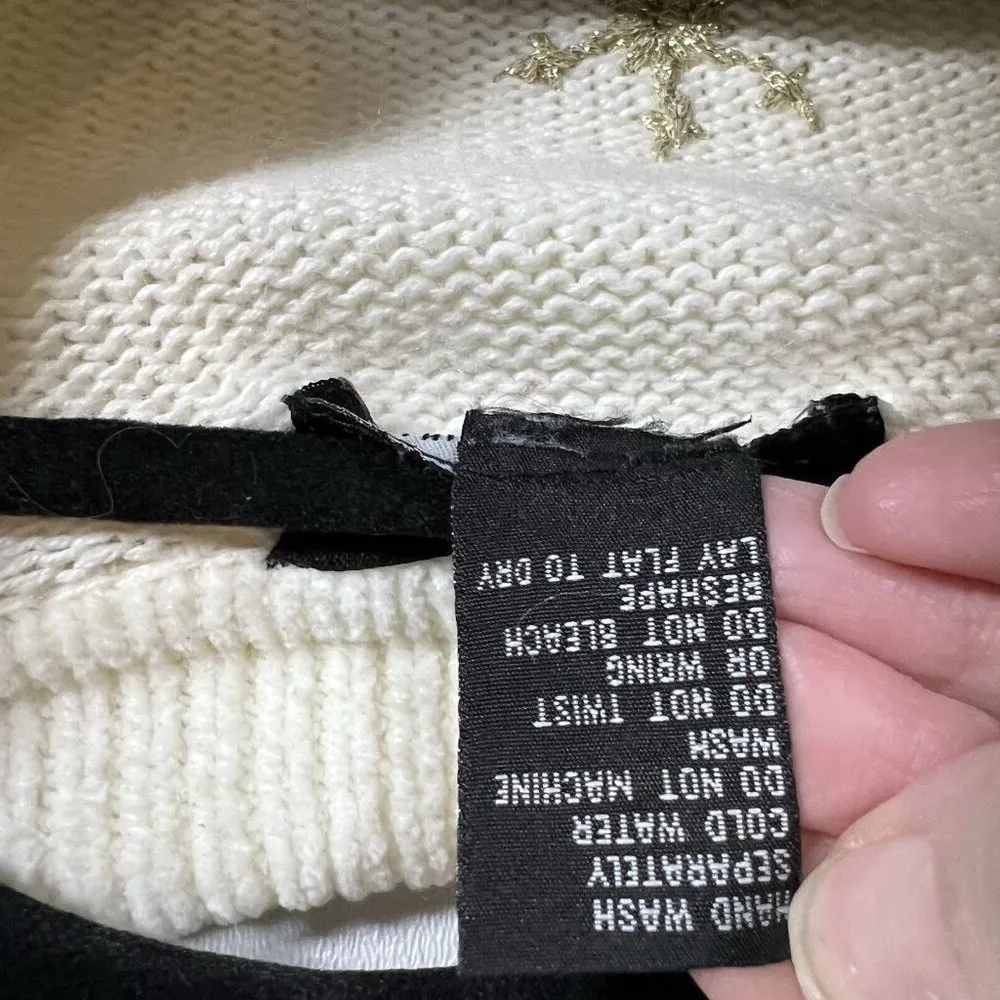 HAND WASH
SEPARATELY
COLD WATER
DO NOT MACHINE
WASH
DO NOT TWIST
OR WRING
DO NOT BLEACH
RESHAPE
LAY FLAT TO DRY